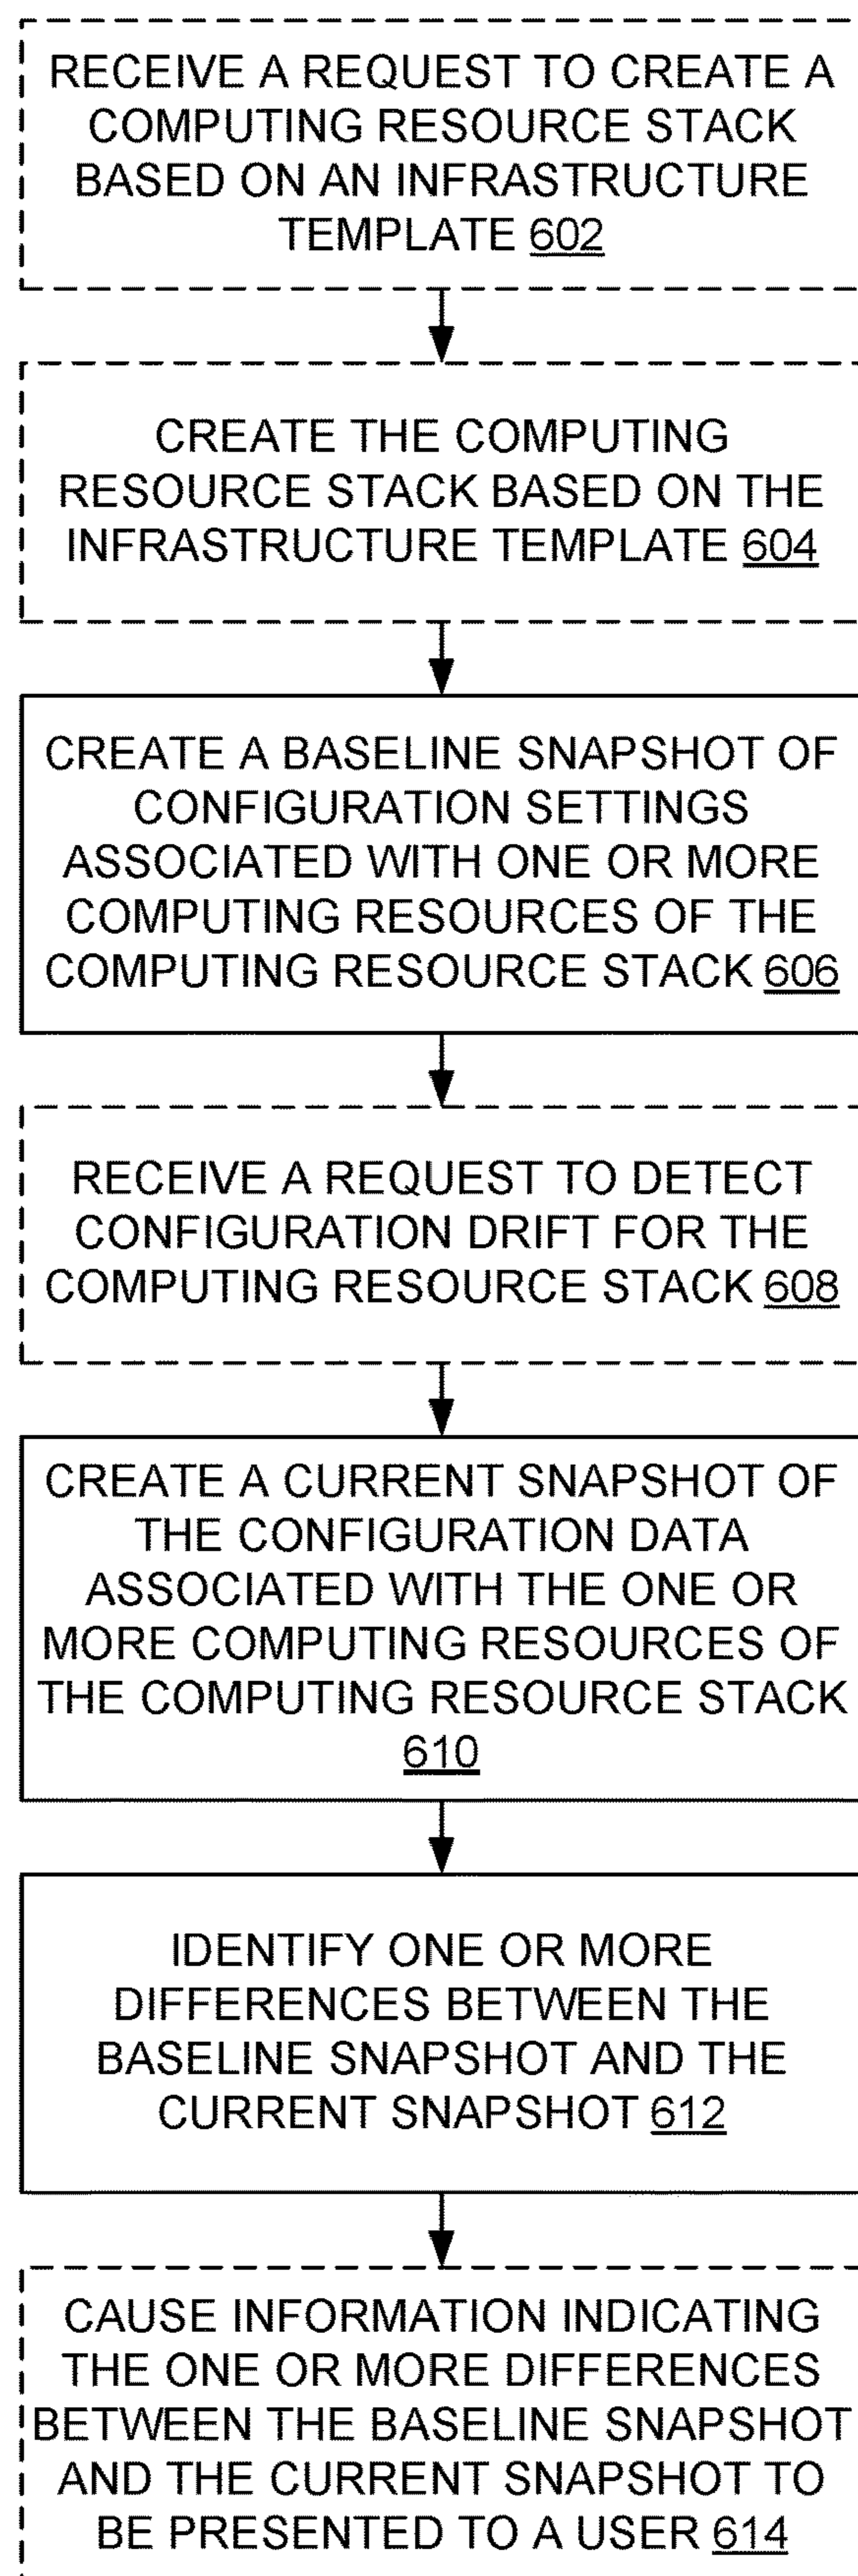 RECEIVE A REQUEST TO CREATE A
COMPUTING RESOURCE STACK
BASED ON AN INFRASTRUCTURE
TEMPLATE 602
CREATE THE COMPUTING
RESOURCE STACK BASED ON THE
INFRASTRUCTURE TEMPLATE 604
CREATE A BASELINE SNAPSHOT OF
CONFIGURATION SETTINGS
ASSOCIATED WITH ONE OR MORE
COMPUTING RESOURCES OF THE
COMPUTING RESOURCE STACK 606
RECEIVE A REQUEST TO DETECT
CONFIGURATION DRIFT FOR THE
COMPUTING RESOURCE STACK 608
CREATE A CURRENT SNAPSHOT OF
THE CONFIGURATION DATA
ASSOCIATED WITH THE ONE OR
MORE COMPUTING RESOURCES OF
THE COMPUTING RESOURCE STACK
610
IDENTIFY ONE OR MORE
DIFFERENCES BETWEEN THE
BASELINE SNAPSHOT AND THE
CURRENT SNAPSHOT 612
CAUSE INFORMATION INDICATING
THE ONE OR MORE DIFFERENCES
BETWEEN THE BASELINE SNAPSHOT
AND THE CURRENT SNAPSHOT TO
BE PRESENTED TO A USER 614